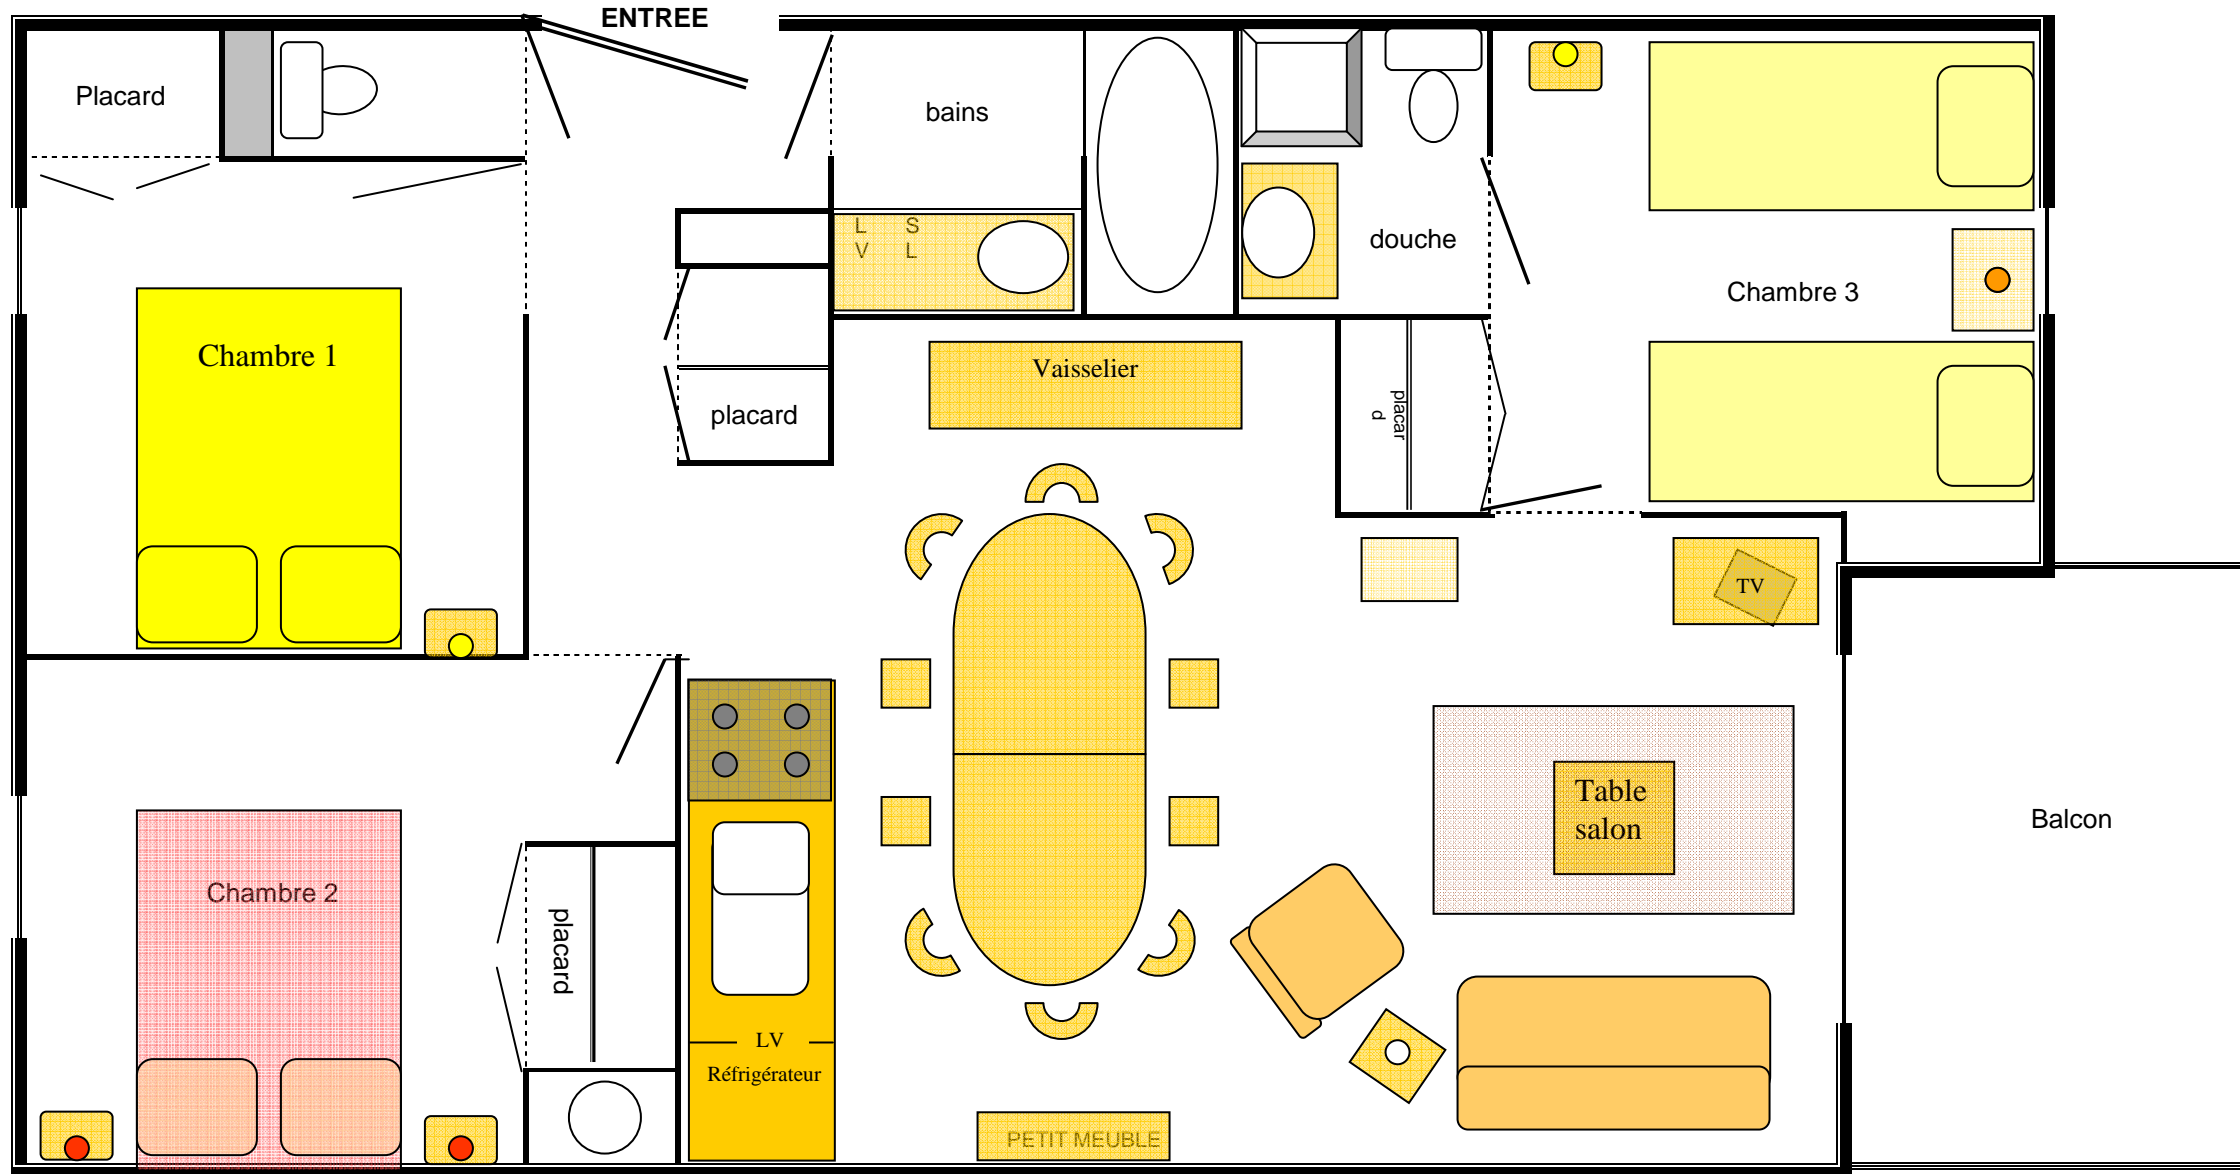 ENTREE
Placard
bains
L S
V L
douche
Chambre 3
Chambre 1
Vaisselier
placard
placar
d
TV
Table
salon
Balcon
Chambre 2
placard
LV
Réfrigérateur
PETIT MEUBLE